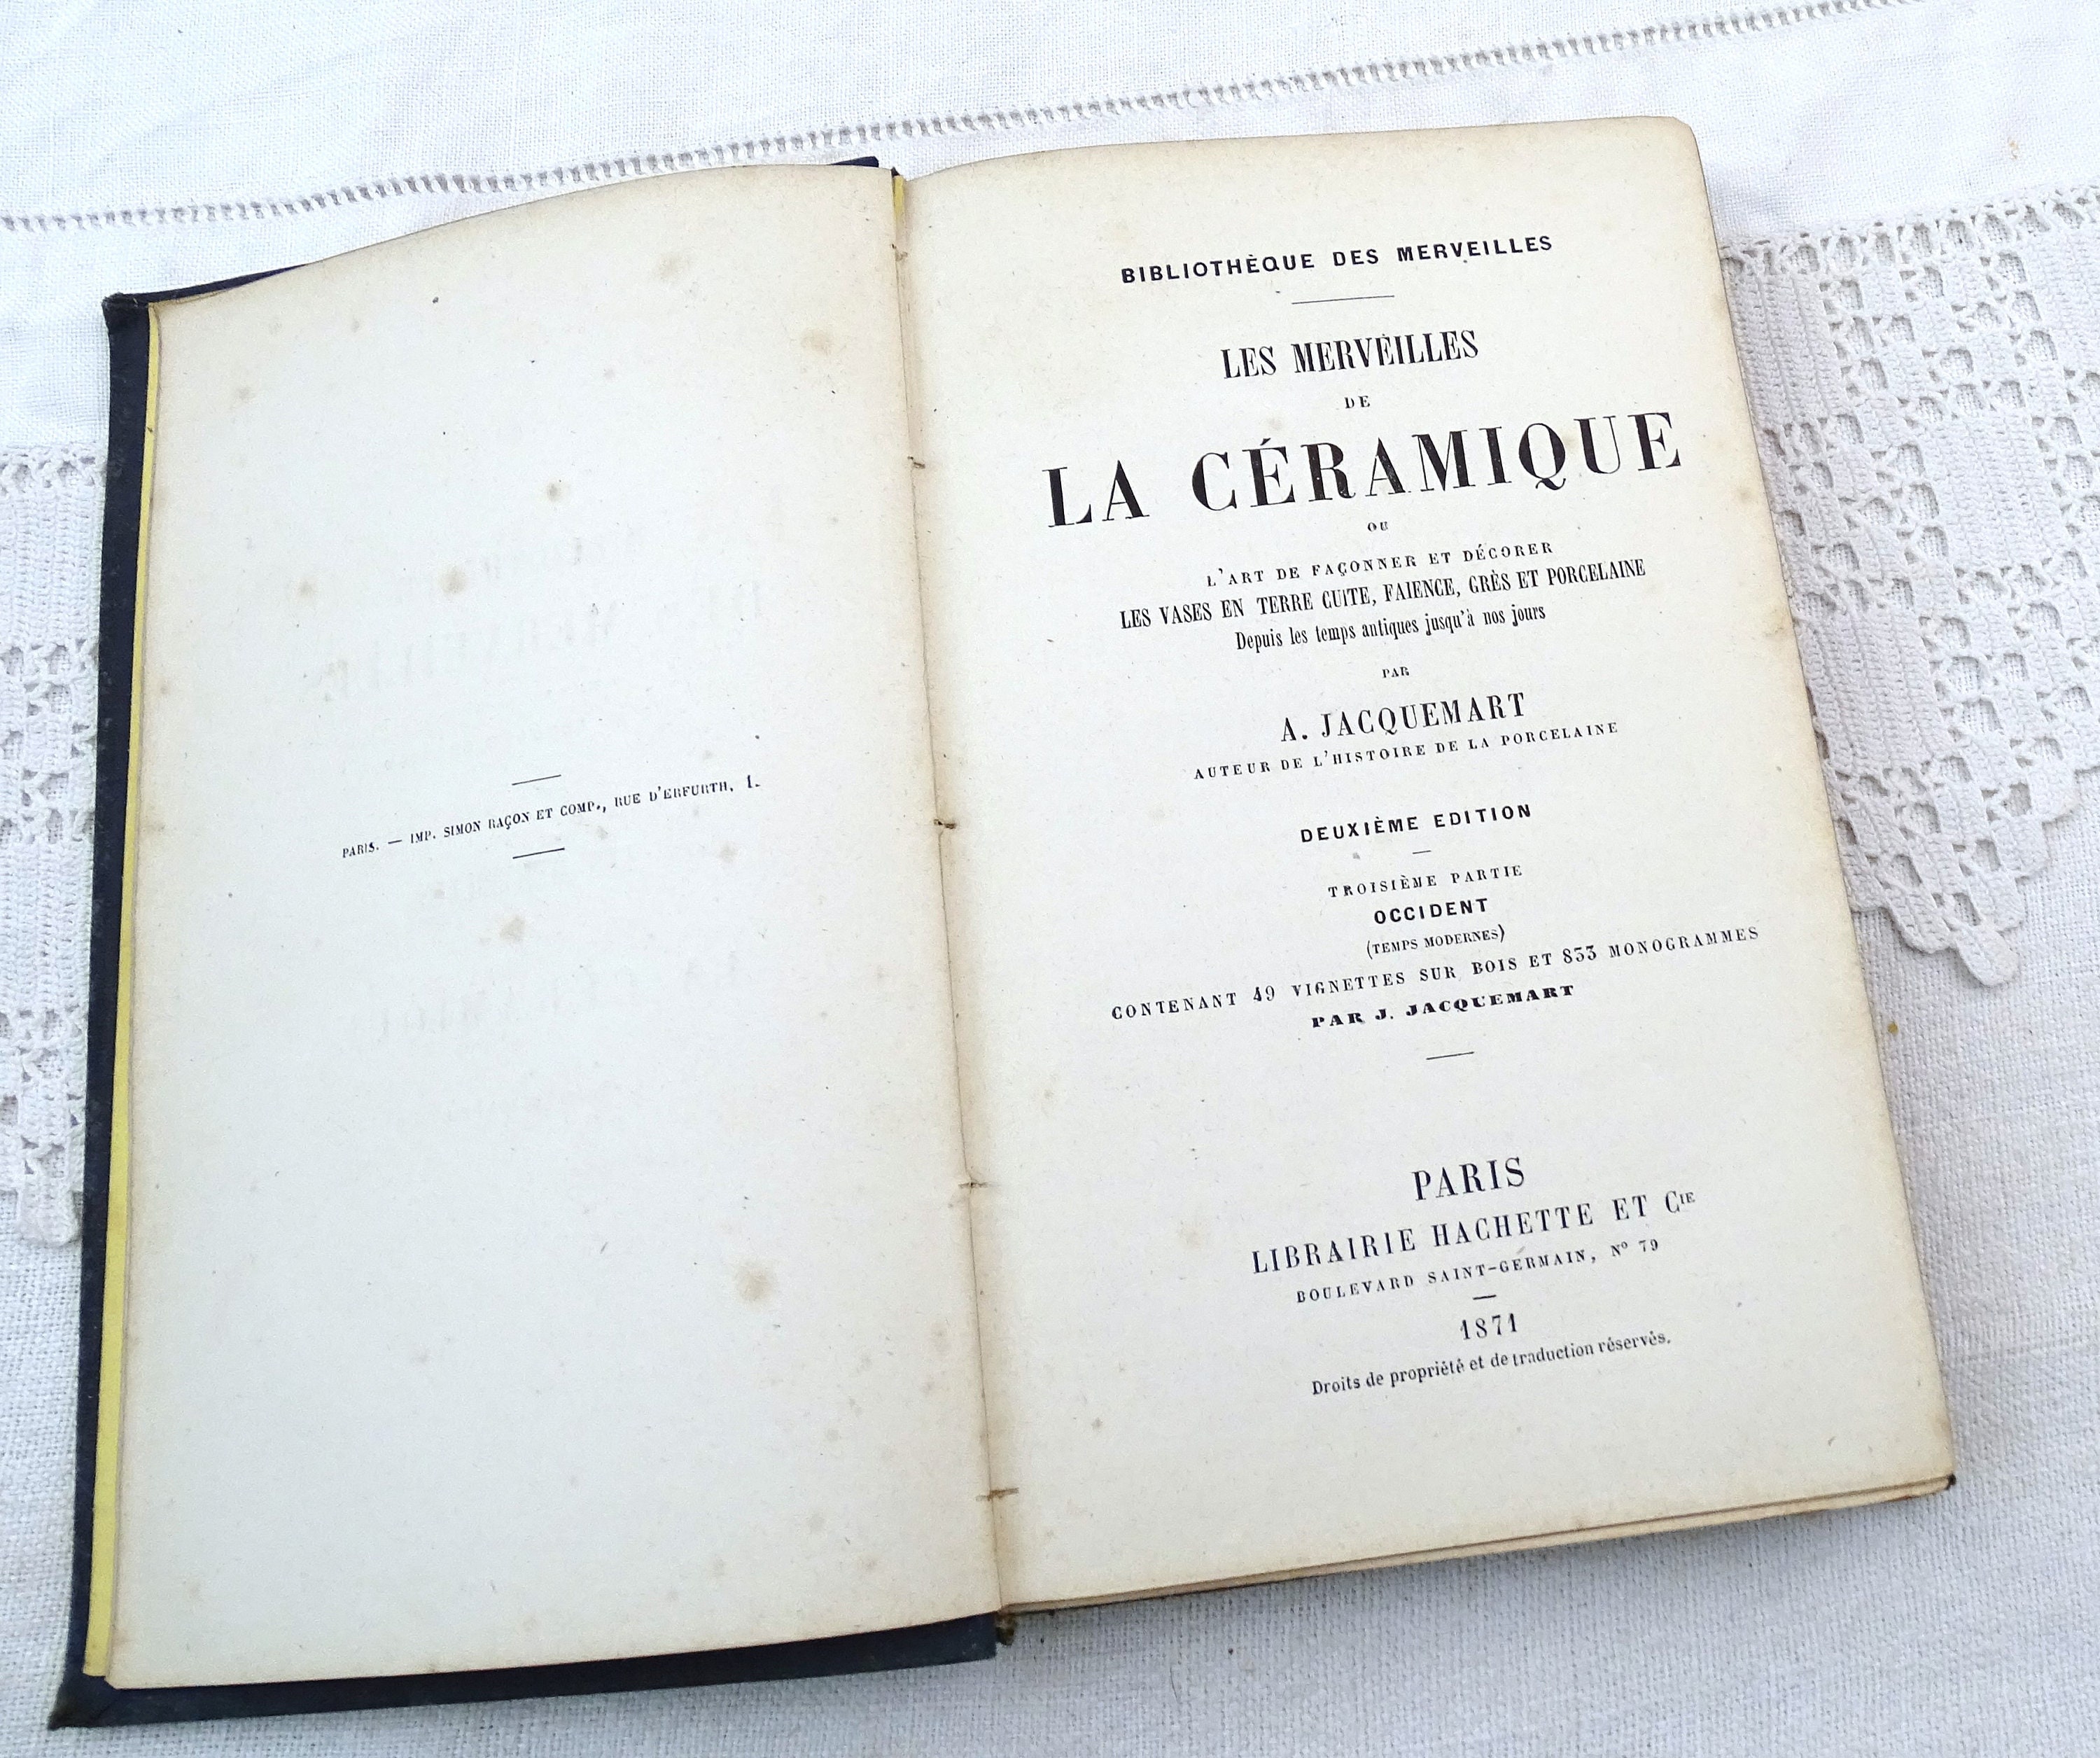 PARIS. — IMP. SIMON RAÇON ET COMP., RUE D'ERFURTH, 1.
BIBLIOTHÈQUE DES MERVEILLES
LES MERVEILLES
DE
LA CÉRAMIQUE
OU
L'ART DE FAÇONNER ET DÉCORER
LES VASES EN TERRE CUITE, FAIENCE, GRÈS ET PORCELAINE
Depuis les temps antiques jusqu'à nos jours
PAR
A. JACQUEMART
AUTEUR DE L'HISTOIRE DE LA PORCELAINE
DEUXIÈME EDITION
TROISIÈME PARTIE
OCCIDENT
(TEMPS MODERNES)
CONTENANT 49 VIGNETTES SUR BOIS ET 833 MONOGRAMMES
PAR J. JACQUEMART
PARIS
LIBRAIRIE HACHETTE ET Cie
BOULEVARD SAINT-GERMAIN, No 79
1871
Droits de propriété et de traduction réservés.